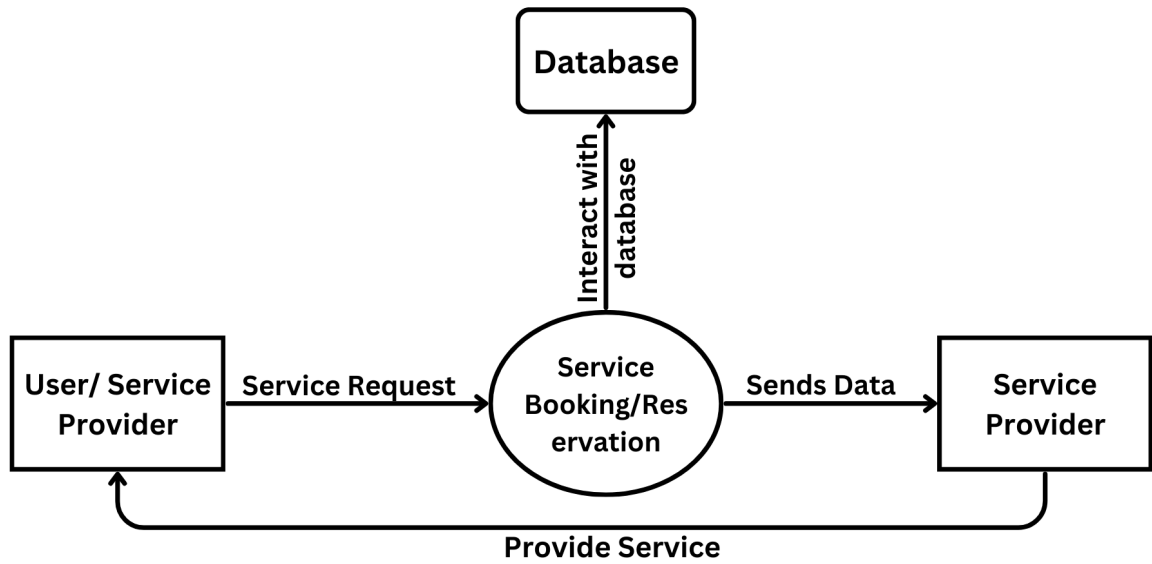 Database
Interact with
database
User/ Service
Provider
Service Request
Service
Booking/Res
ervation
Sends Data
Service
Provider
Provide Service